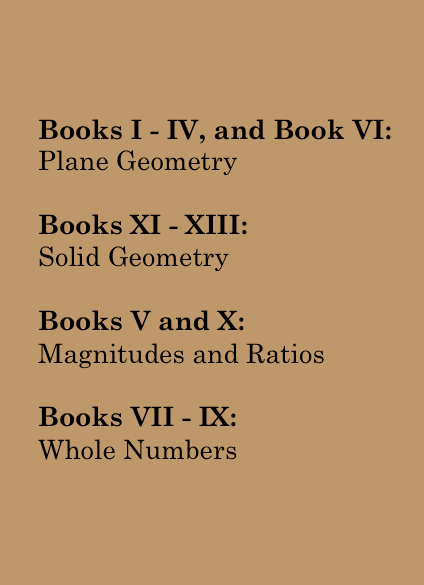 Books I - IV, and Book VI:
Plane Geometry
Books XI - XIII:
Solid Geometry
Books V and X:
Magnitudes and Ratios
Books VII - IX:
Whole Numbers